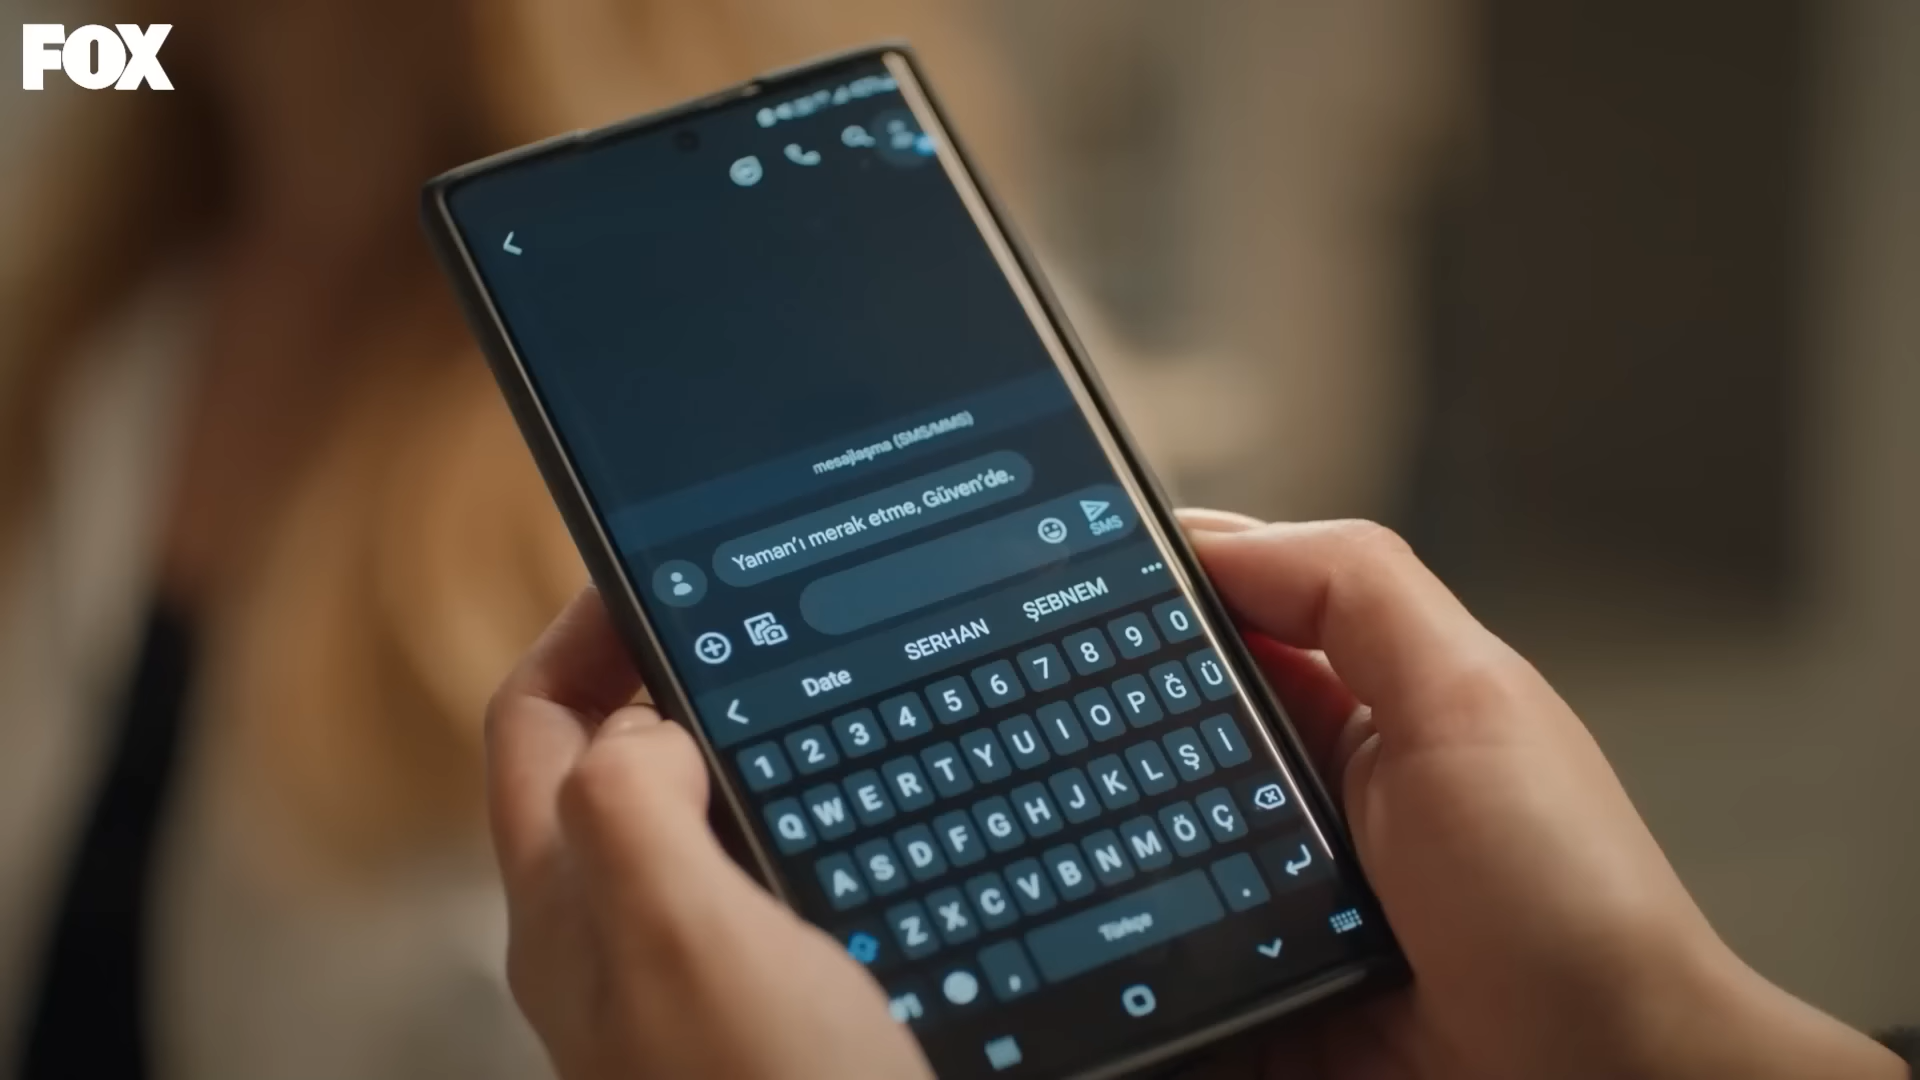 FOX
mesajlaşma (SMS/MMS)
Yaman'ı merak etme, Güven'de.
SMS
Date SERHAN ŞEBNEM
1 2 3 4 5 6 7 8 9 0
Q W E R T Y U I O P Ğ Ü
A S D F G H J K L Ş İ
Z X C V B N M Ö Ç
, Türkçe .